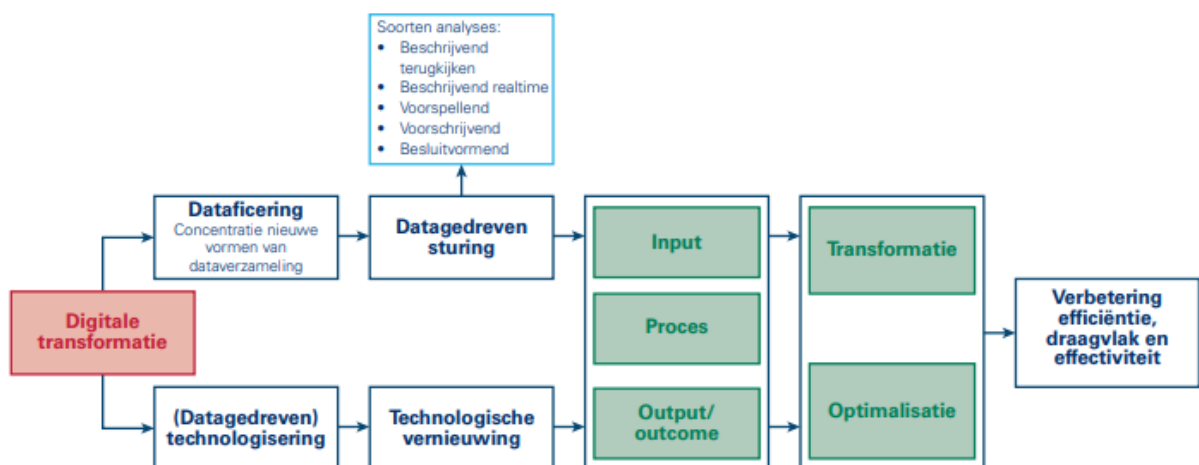 Soorten analyses:
• Beschrijvend
terugkijken
• Beschrijvend realtime
• Voorspellend
• Voorschrijvend
• Besluitvormend
Dataficering
Concentratie nieuwe
vormen van
dataverzameling
Datagedreven
sturing
Input
Transformatie
Digitale
transformatie
Proces
Verbetering
efficiëntie,
draagvlak en
effectiviteit
(Datagedreven)
technologisering
Technologische
vernieuwing
Output/
outcome
Optimalisatie